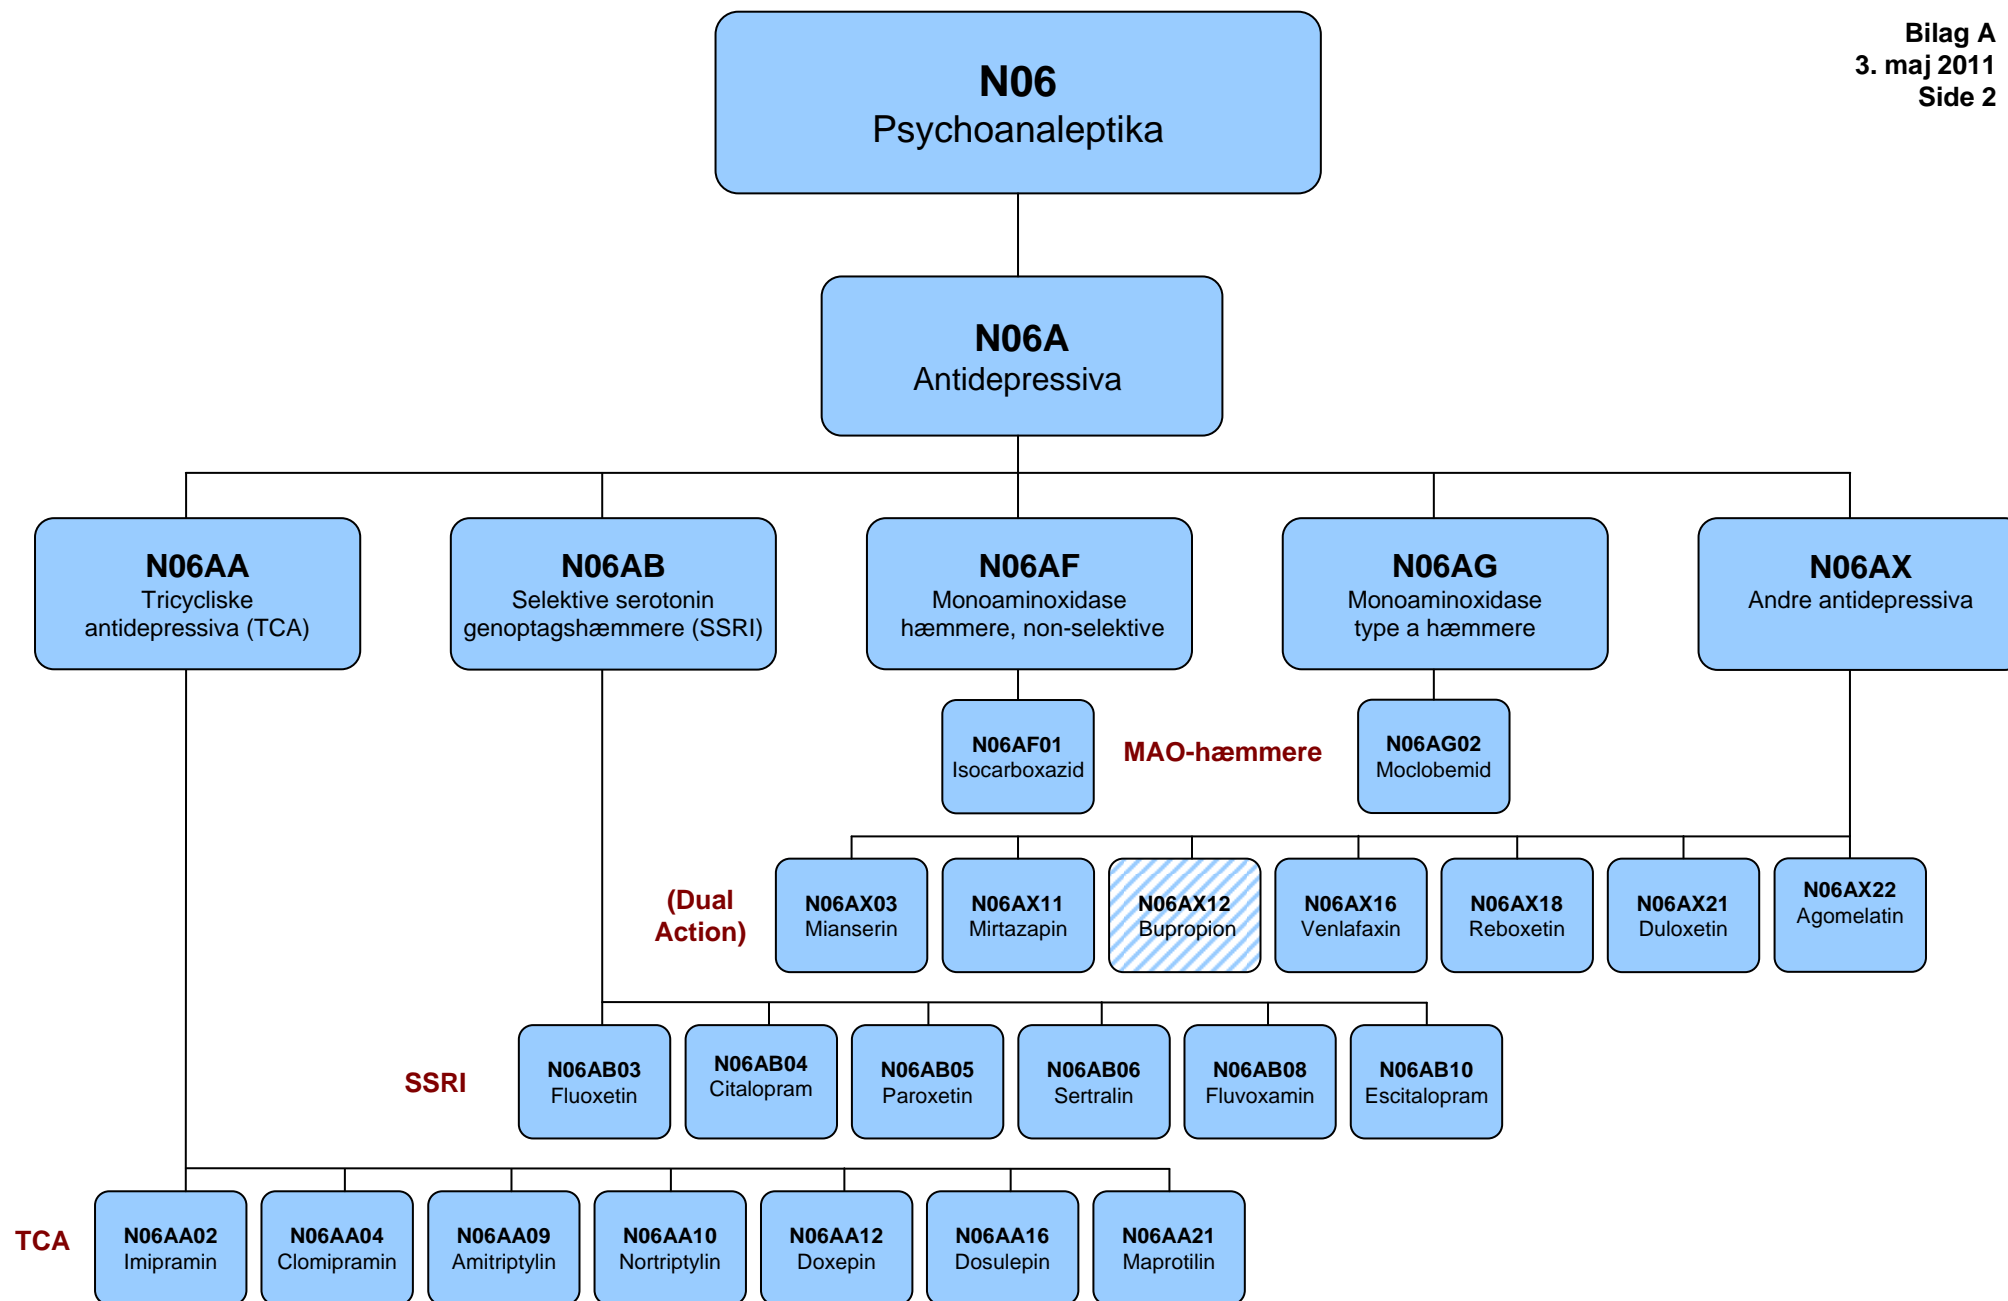 Bilag A
3. maj 2011
Side 2
N06
Psychoanaleptika
N06A
Antidepressiva
N06AA
Tricycliske
antidepressiva (TCA)
N06AB
Selektive serotonin
genoptagshæmmere (SSRI)
N06AF
Monoaminoxidase
hæmmere, non-selektive
N06AG
Monoaminoxidase
type a hæmmere
N06AX
Andre antidepressiva
N06AF01
Isocarboxazid
MAO-hæmmere
N06AG02
Moclobemid
(Dual
Action)
N06AX03
Mianserin
N06AX11
Mirtazapin
N06AX12
Bupropion
N06AX16
Venlafaxin
N06AX18
Reboxetin
N06AX21
Duloxetin
N06AX22
Agomelatin
SSRI
N06AB03
Fluoxetin
N06AB04
Citalopram
N06AB05
Paroxetin
N06AB06
Sertralin
N06AB08
Fluvoxamin
N06AB10
Escitalopram
TCA
N06AA02
Imipramin
N06AA04
Clomipramin
N06AA09
Amitriptylin
N06AA10
Nortriptylin
N06AA12
Doxepin
N06AA16
Dosulepin
N06AA21
Maprotilin